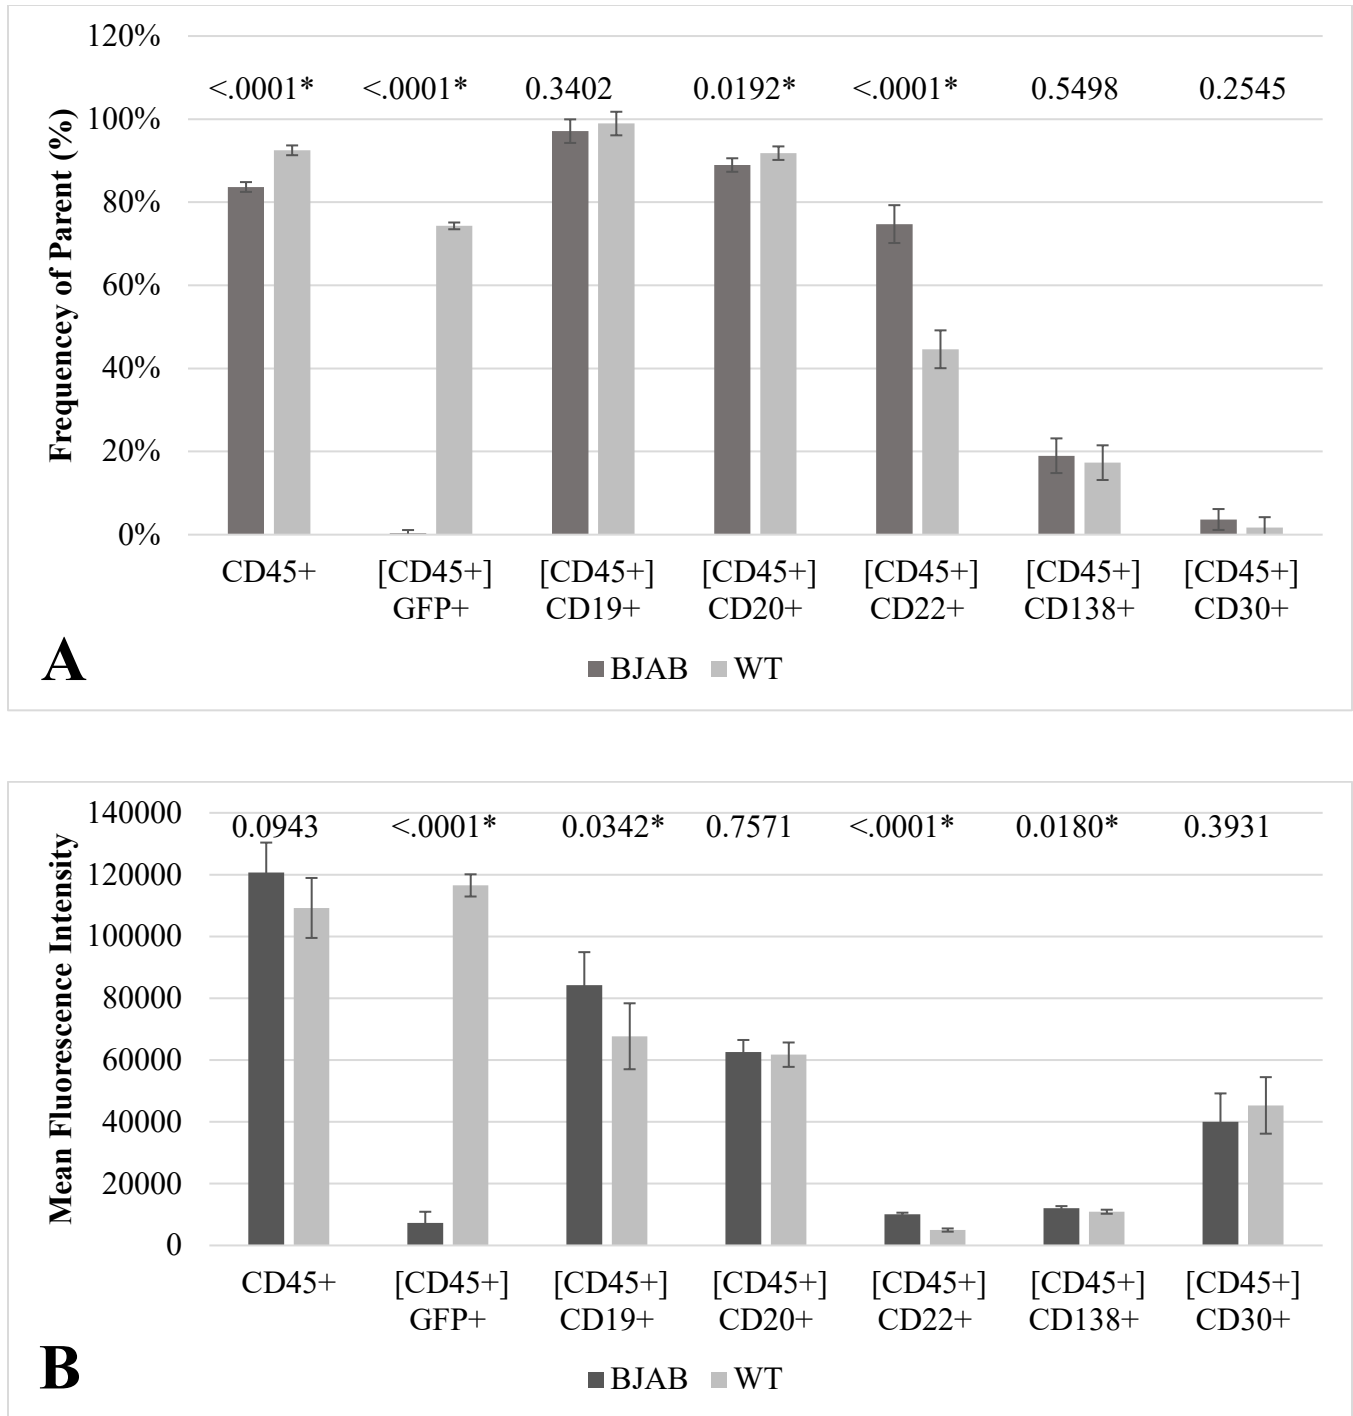 120%
<.0001* <.0001* 0.3402 0.0192* <.0001* 0.5498 0.2545
100%
80%
60%
40%
20%
0%
Frequencey of Parent (%)
CD45+ [CD45+] [CD45+] [CD45+] [CD45+] [CD45+] [CD45+]
GFP+ CD19+ CD20+ CD22+ CD138+ CD30+
A
BJAB WT
140000
0.0943 <.0001* 0.0342* 0.7571 <.0001* 0.0180* 0.3931
120000
100000
80000
60000
40000
20000
0
Mean Fluorescence Intensity
CD45+ [CD45+] [CD45+] [CD45+] [CD45+] [CD45+] [CD45+]
GFP+ CD19+ CD20+ CD22+ CD138+ CD30+
B
BJAB WT